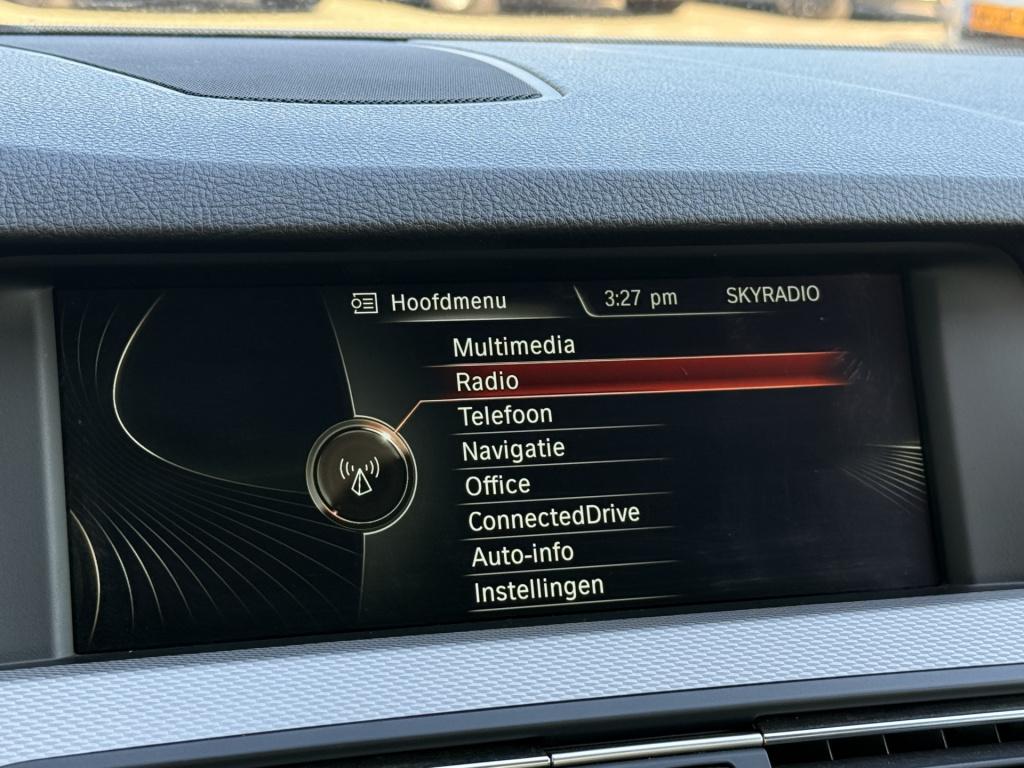 Hoofdmenu 3:27 pm SKYRADIO
Multimedia
Radio
Telefoon
Navigatie
Office
ConnectedDrive
Auto-info
Instellingen